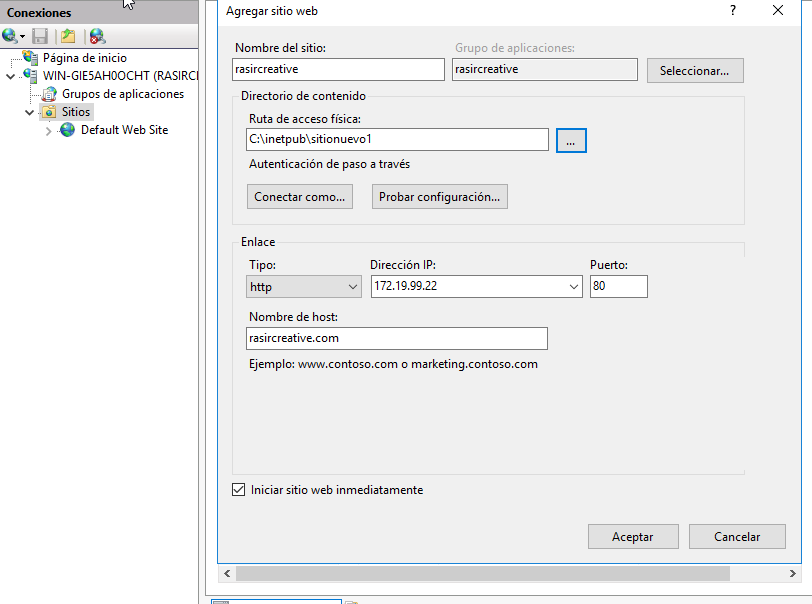 Conexiones
Página de inicio
WIN-GIE5AH0OCHT (RASIRCI
Grupos de aplicaciones
Sitios
Default Web Site
Agregar sitio web
?
Nombre del sitio:
Grupo de aplicaciones:
rasircreative
rasircreative
Seleccionar...
Directorio de contenido
Ruta de acceso física:
C:\inetpub\sitionuevo1
...
Autenticación de paso a través
Conectar como...
Probar configuración...
Enlace
Tipo:
Dirección IP:
Puerto:
http
172.19.99.22
80
Nombre de host:
rasircreative.com
Ejemplo: www.contoso.com o marketing.contoso.com
Iniciar sitio web inmediatamente
Aceptar
Cancelar